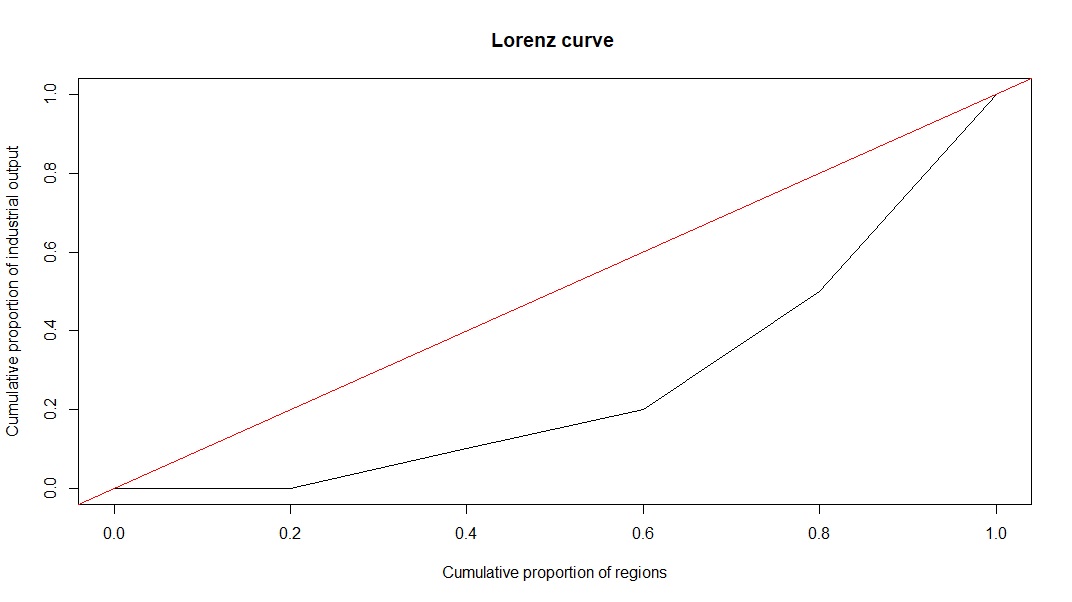 Lorenz curve
Cumulative proportion of industrial output
1.0
0.8
0.6
0.4
0.2
0.0
0.0 0.2 0.4 0.6 0.8 1.0
Cumulative proportion of regions